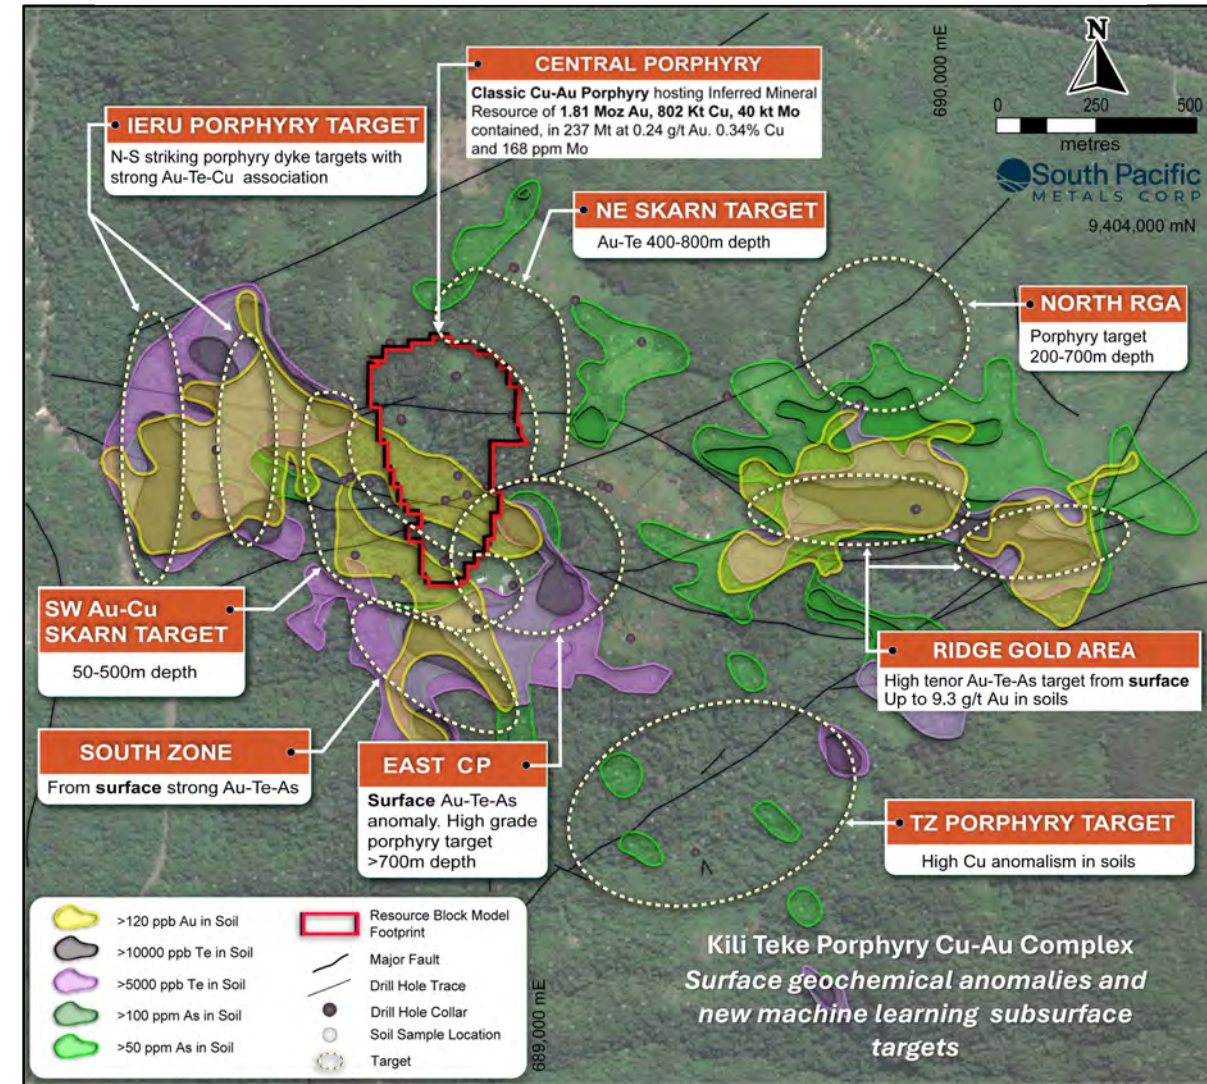 CENTRAL PORPHYRY
Classic Cu-Au Porphyry hosting Inferred Mineral
Resource of 1.81 Moz Au, 802 Kt Cu, 40 kt Mo
contained, in 237 Mt at 0.24 g/t Au. 0.34% Cu
and 168 ppm Mo
690,000 mE
N
0 250 500
metres
South Pacific
METALS CORP
9,404,000 mN
IERU PORPHYRY TARGET
N-S striking porphyry dyke targets with
strong Au-Te-Cu association
NE SKARN TARGET
Au-Te 400-800m depth
NORTH RGA
Porphyry target
200-700m depth
SW Au-Cu
SKARN TARGET
50-500m depth
RIDGE GOLD AREA
High tenor Au-Te-As target from surface
Up to 9.3 g/t Au in soils
SOUTH ZONE
From surface strong Au-Te-As
EAST CP
Surface Au-Te-As
anomaly. High grade
porphyry target
>700m depth
TZ PORPHYRY TARGET
High Cu anomalism in soils
>120 ppb Au in Soil
>10000 ppb Te in Soil
>5000 ppb Te in Soil
>100 ppm As in Soil
>50 ppm As in Soil
Resource Block Model
Footprint
Major Fault
Drill Hole Trace
Drill Hole Collar
Soil Sample Location
Target
689,000 mE
Kili Teke Porphyry Cu-Au Complex
Surface geochemical anomalies and
new machine learning subsurface
targets